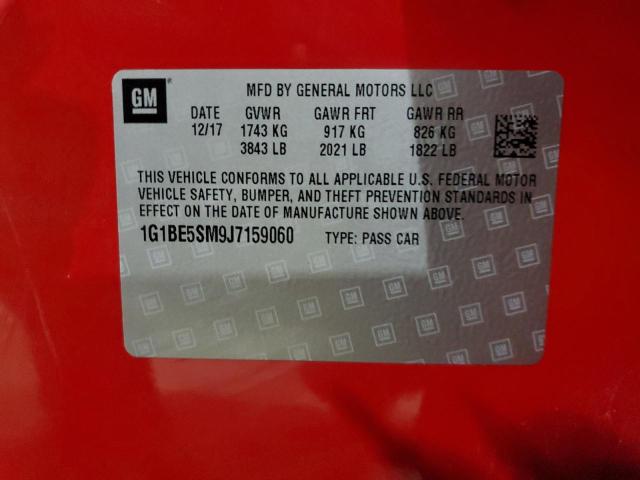 GM ® MFD BY GENERAL MOTORS LLC
DATE GVWR GAWR FRT GAWR RR
12/17 1743 KG 917 KG 826 KG
3843 LB 2021 LB 1822 LB
THIS VEHICLE CONFORMS TO ALL APPLICABLE U.S. FEDERAL MOTOR
VEHICLE SAFETY, BUMPER, AND THEFT PREVENTION STANDARDS IN
EFFECT ON THE DATE OF MANUFACTURE SHOWN ABOVE.
1G1BE5SM9J7159060 TYPE: PASS CAR